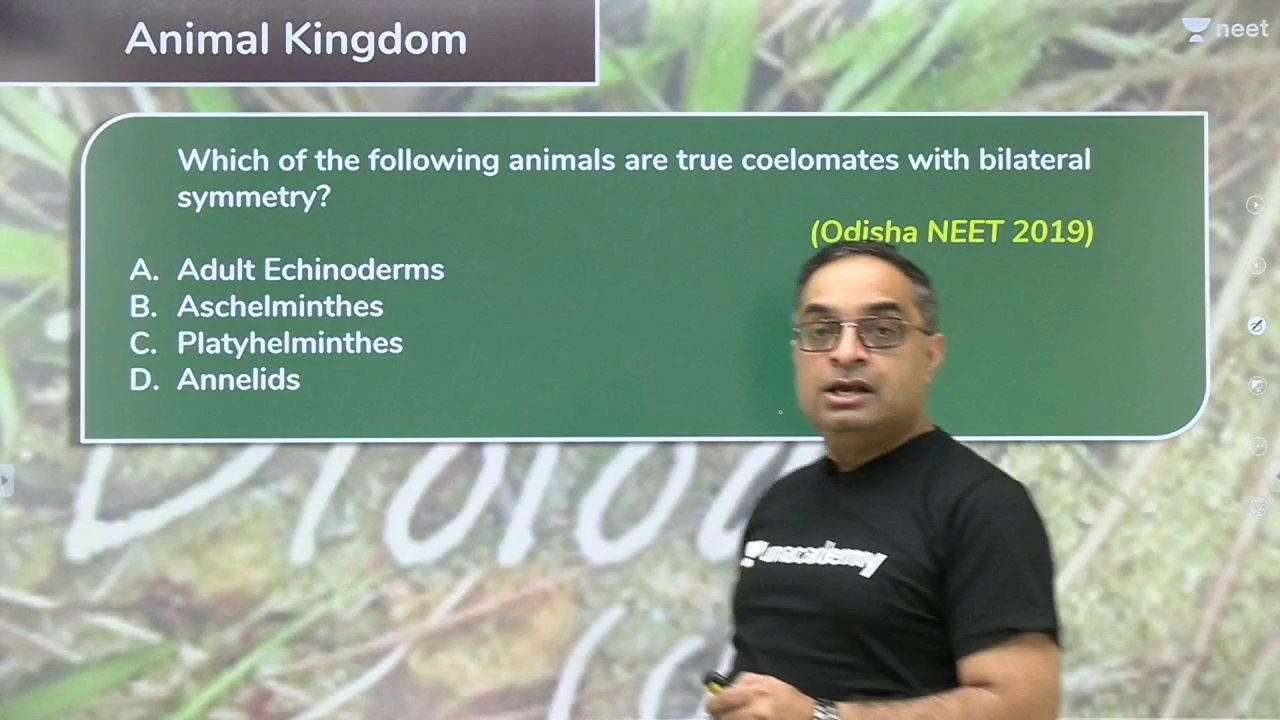 Animal Kingdom
neet
Which of the following animals are true coelomates with bilateral
symmetry?
(Odisha NEET 2019)
A. Adult Echinoderms
B. Aschelminthes
C. Platyhelminthes
D. Annelids
unacademy